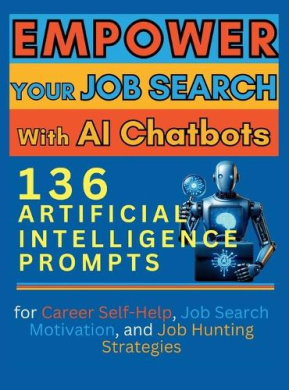 EMPOWER
YOUR JOB SEARCH
With AI Chatbots
136
ARTIFICIAL
INTELLIGENCE
PROMPTS
for Career Self-Help, Job Search
Motivation, and Job Hunting
Strategies